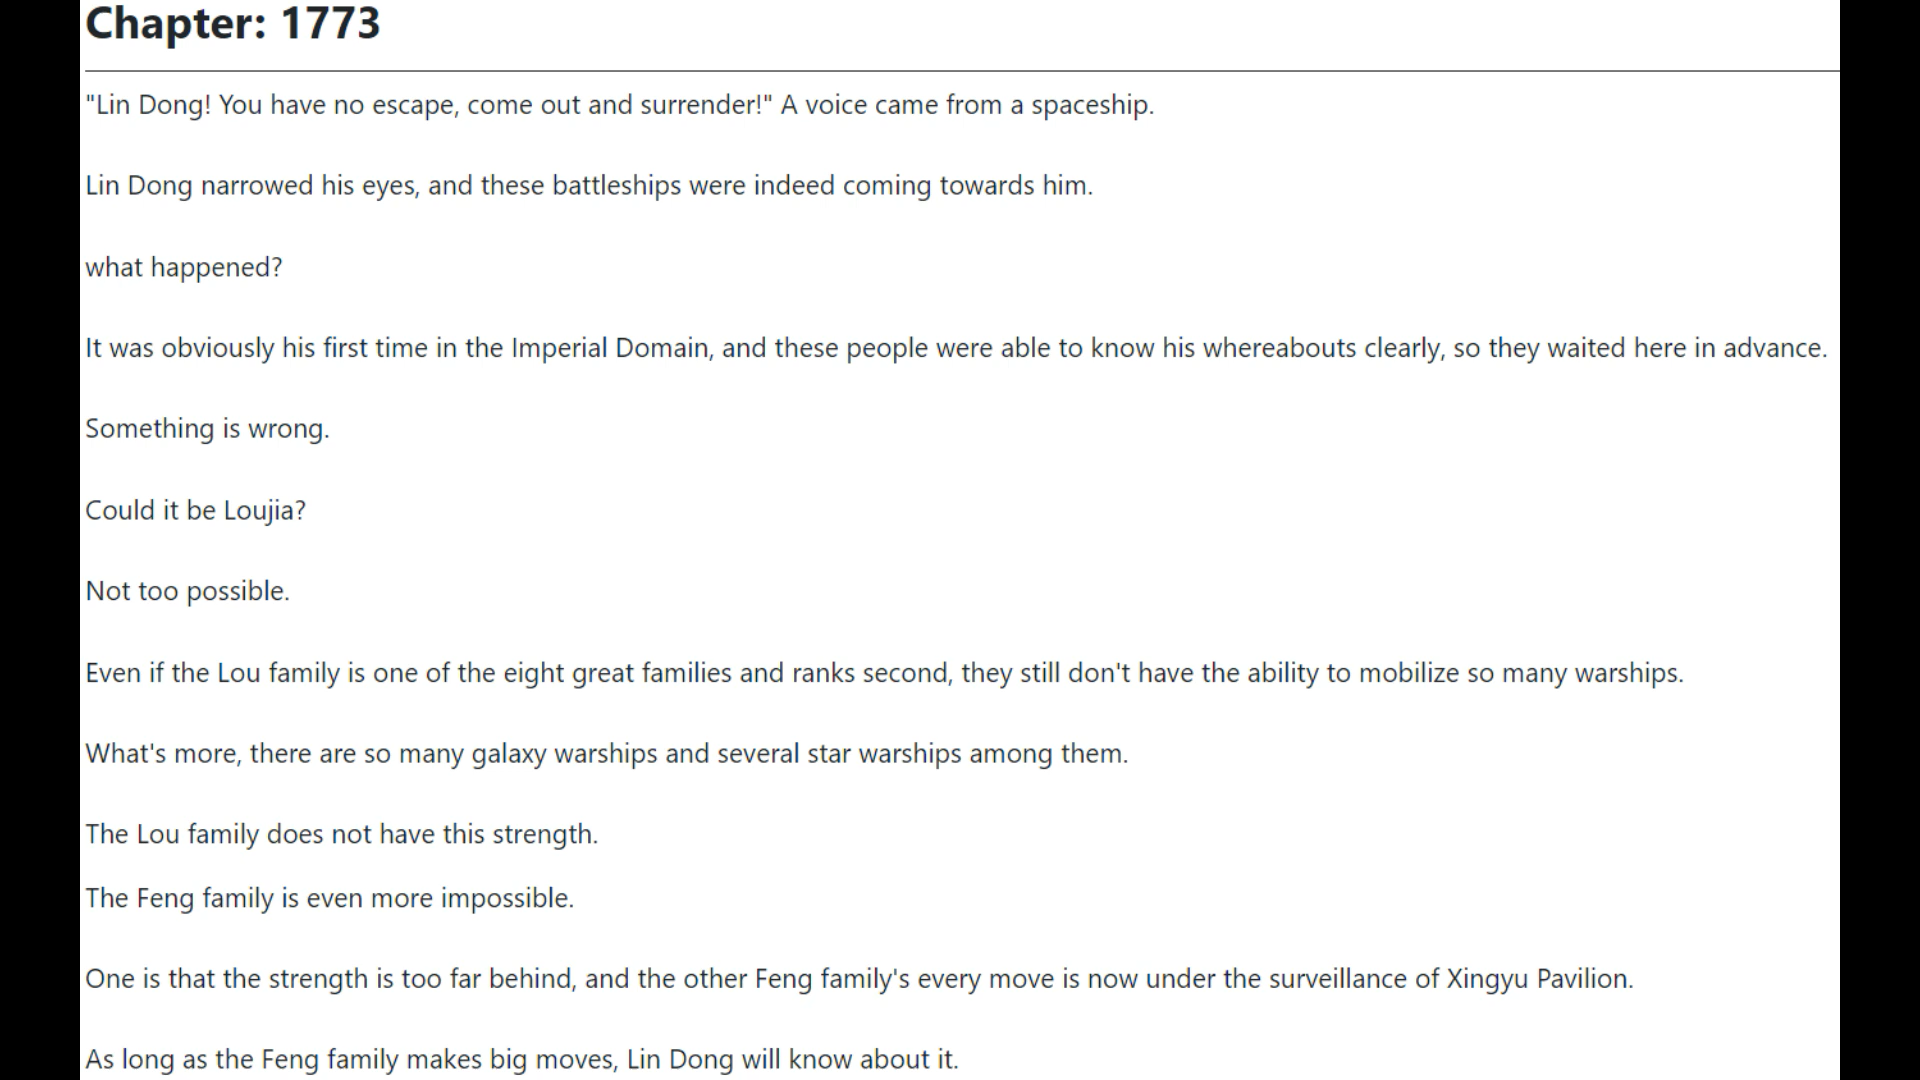 Chapter: 1773
"Lin Dong! You have no escape, come out and surrender!" A voice came from a spaceship.
Lin Dong narrowed his eyes, and these battleships were indeed coming towards him.
what happened?
It was obviously his first time in the Imperial Domain, and these people were able to know his whereabouts clearly, so they waited here in advance.
Something is wrong.
Could it be Loujia?
Not too possible.
Even if the Lou family is one of the eight great families and ranks second, they still don't have the ability to mobilize so many warships.
What's more, there are so many galaxy warships and several star warships among them.
The Lou family does not have this strength.
The Feng family is even more impossible.
One is that the strength is too far behind, and the other Feng family's every move is now under the surveillance of Xingyu Pavilion.
As long as the Feng family makes big moves, Lin Dong will know about it.